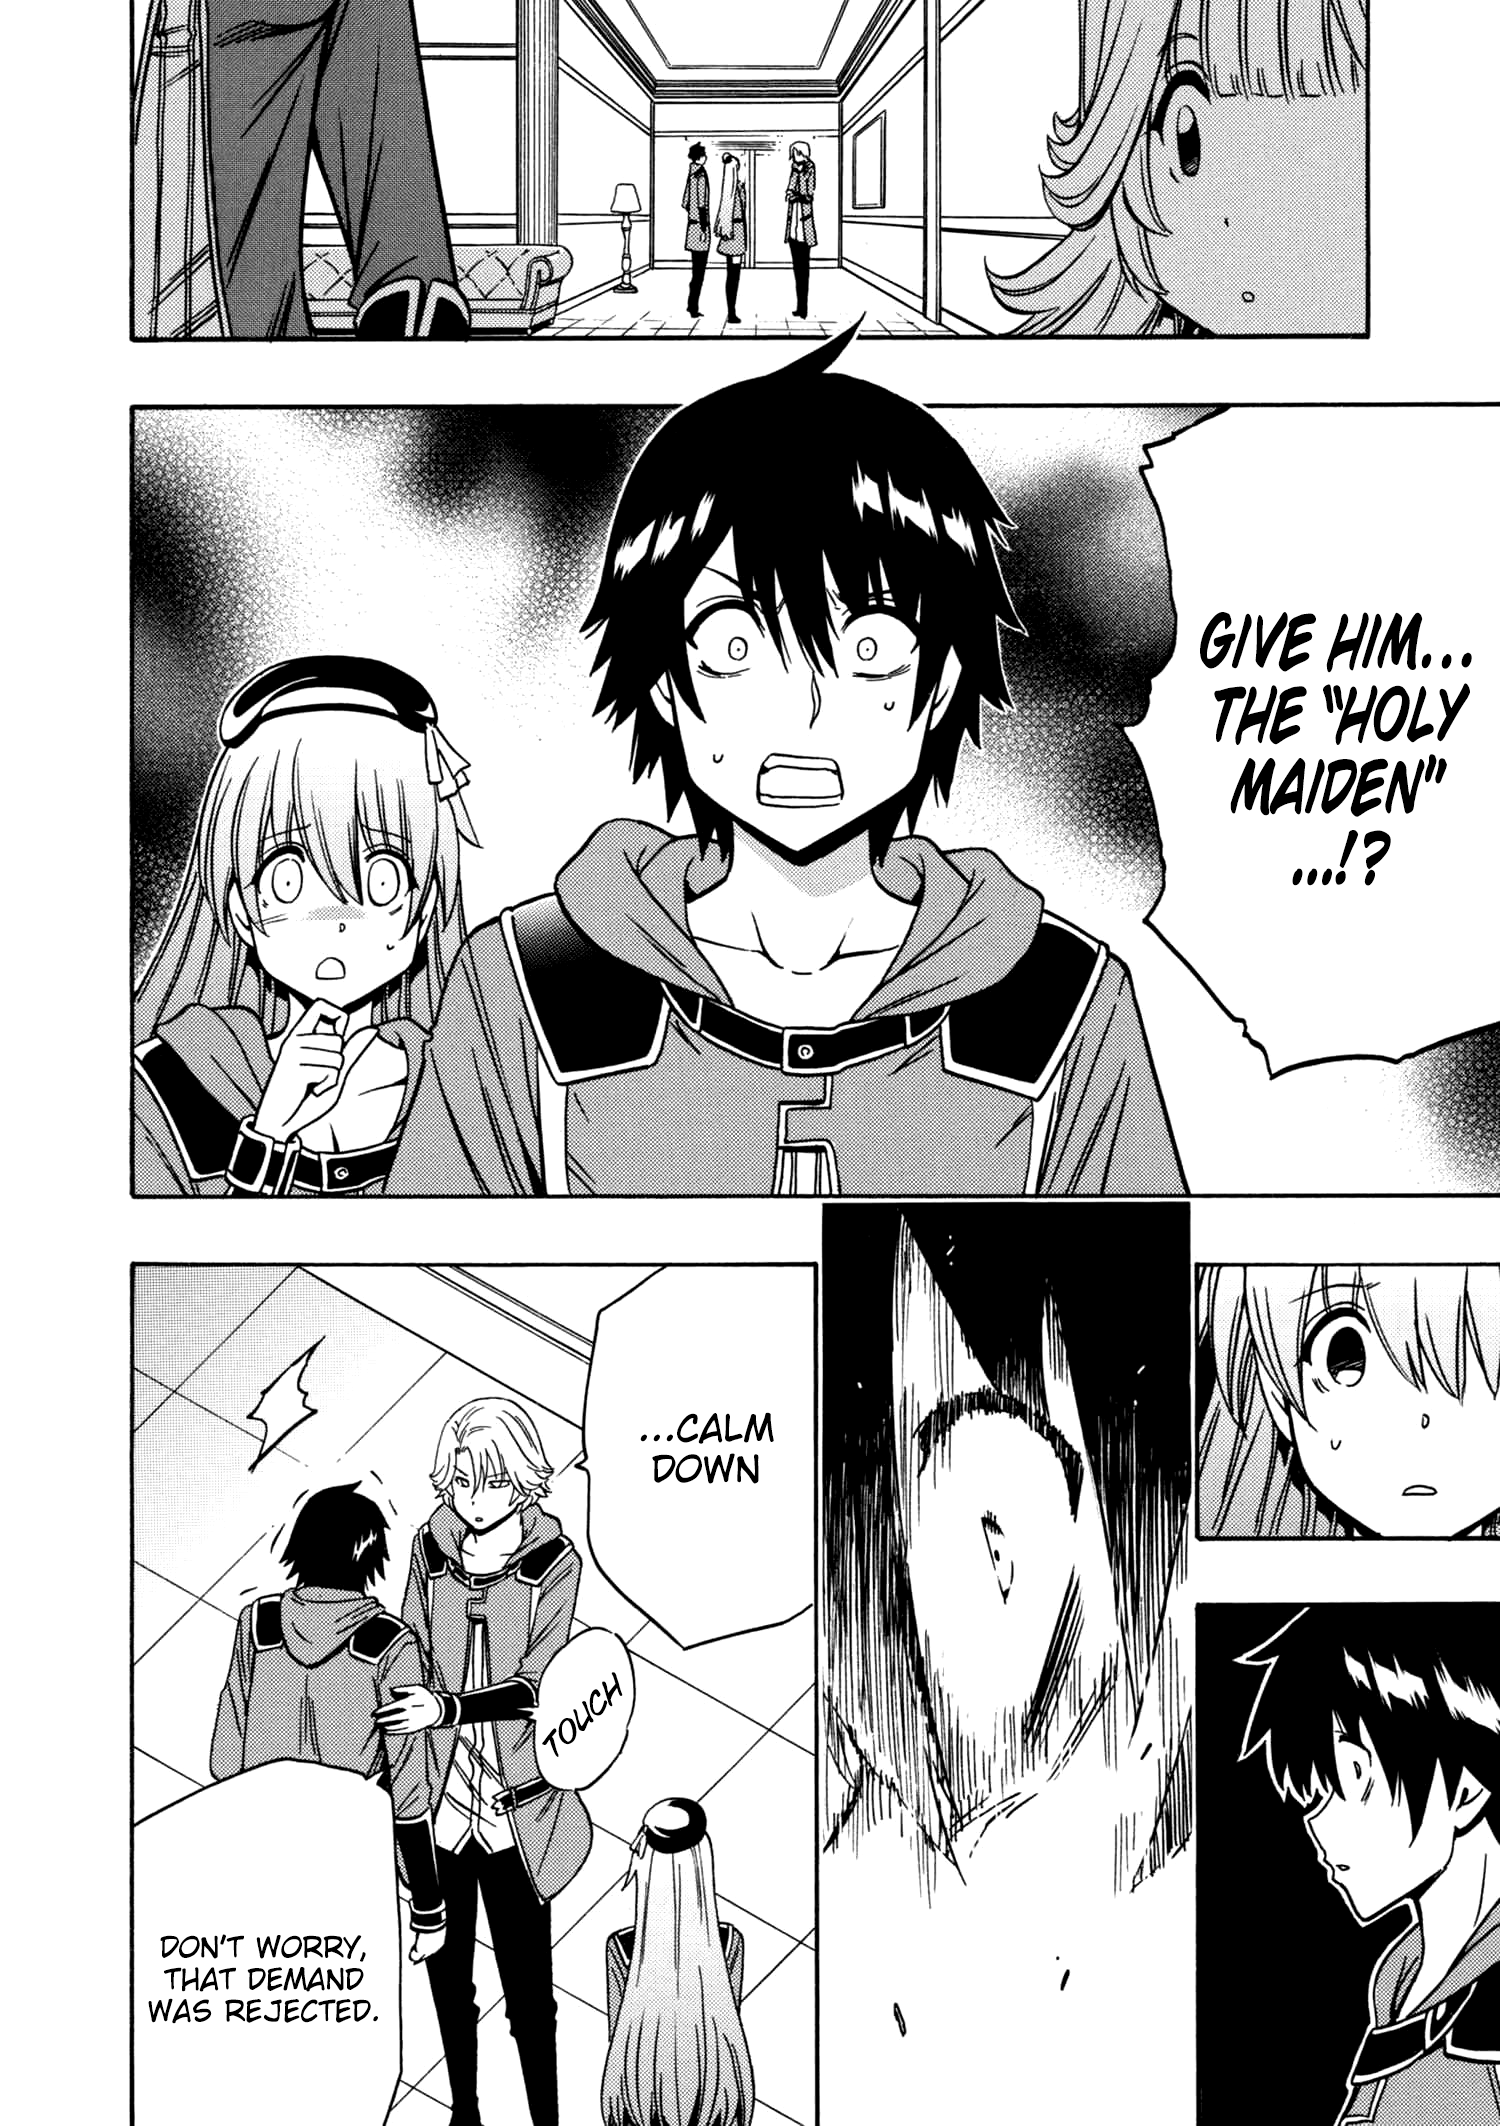 GIVE HIM...
THE "HOLY
MAIDEN"
...!?
...CALM
DOWN
TOUCH
DON'T WORRY,
THAT DEMAND
WAS REJECTED.